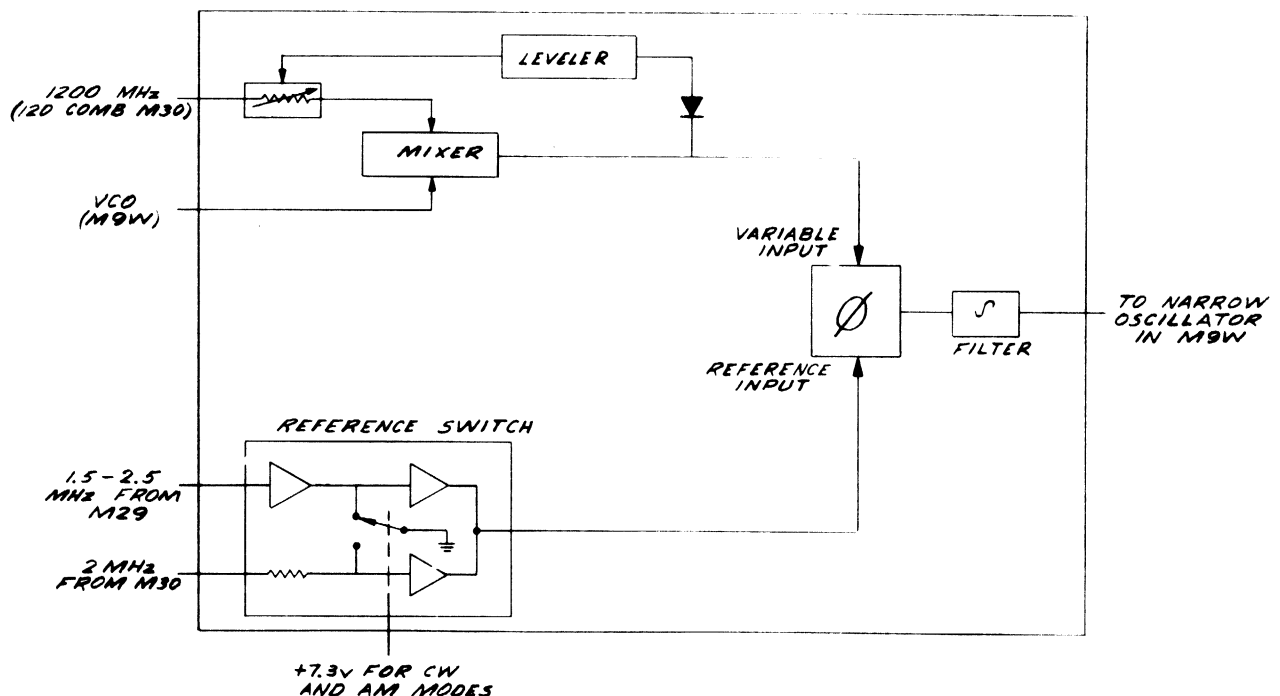 LEVELER
1200 MHz
(120 COMB M30)
MIXER
VCO
(M9W)
VARIABLE
INPUT
Ø
∫
FILTER
TO NARROW
OSCILLATOR
IN M9W
REFERENCE
INPUT
REFERENCE SWITCH
1.5-2.5
MHz FROM
M29
2 MHz
FROM M30
+7.3v FOR CW
AND AM MODES